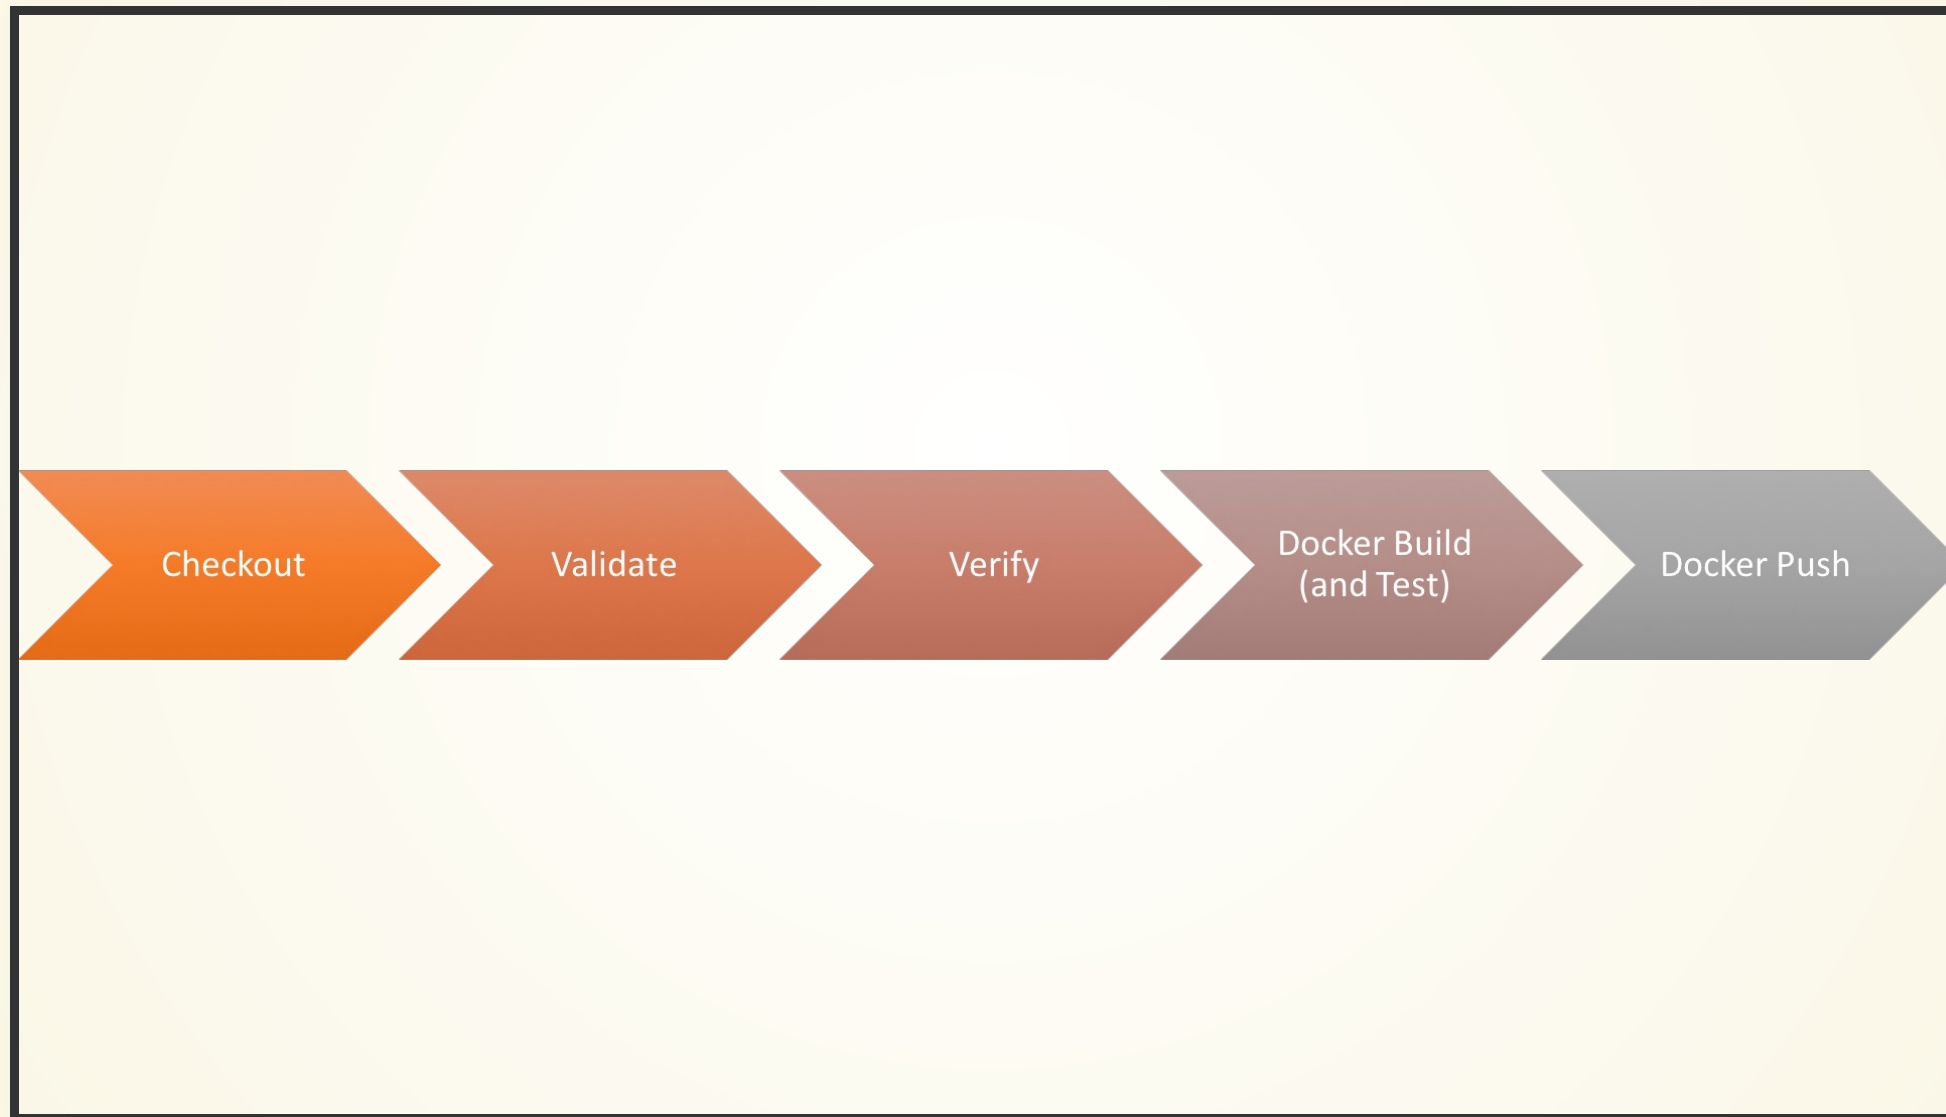 Checkout
Validate
Verify
Docker Build
(and Test)
Docker Push